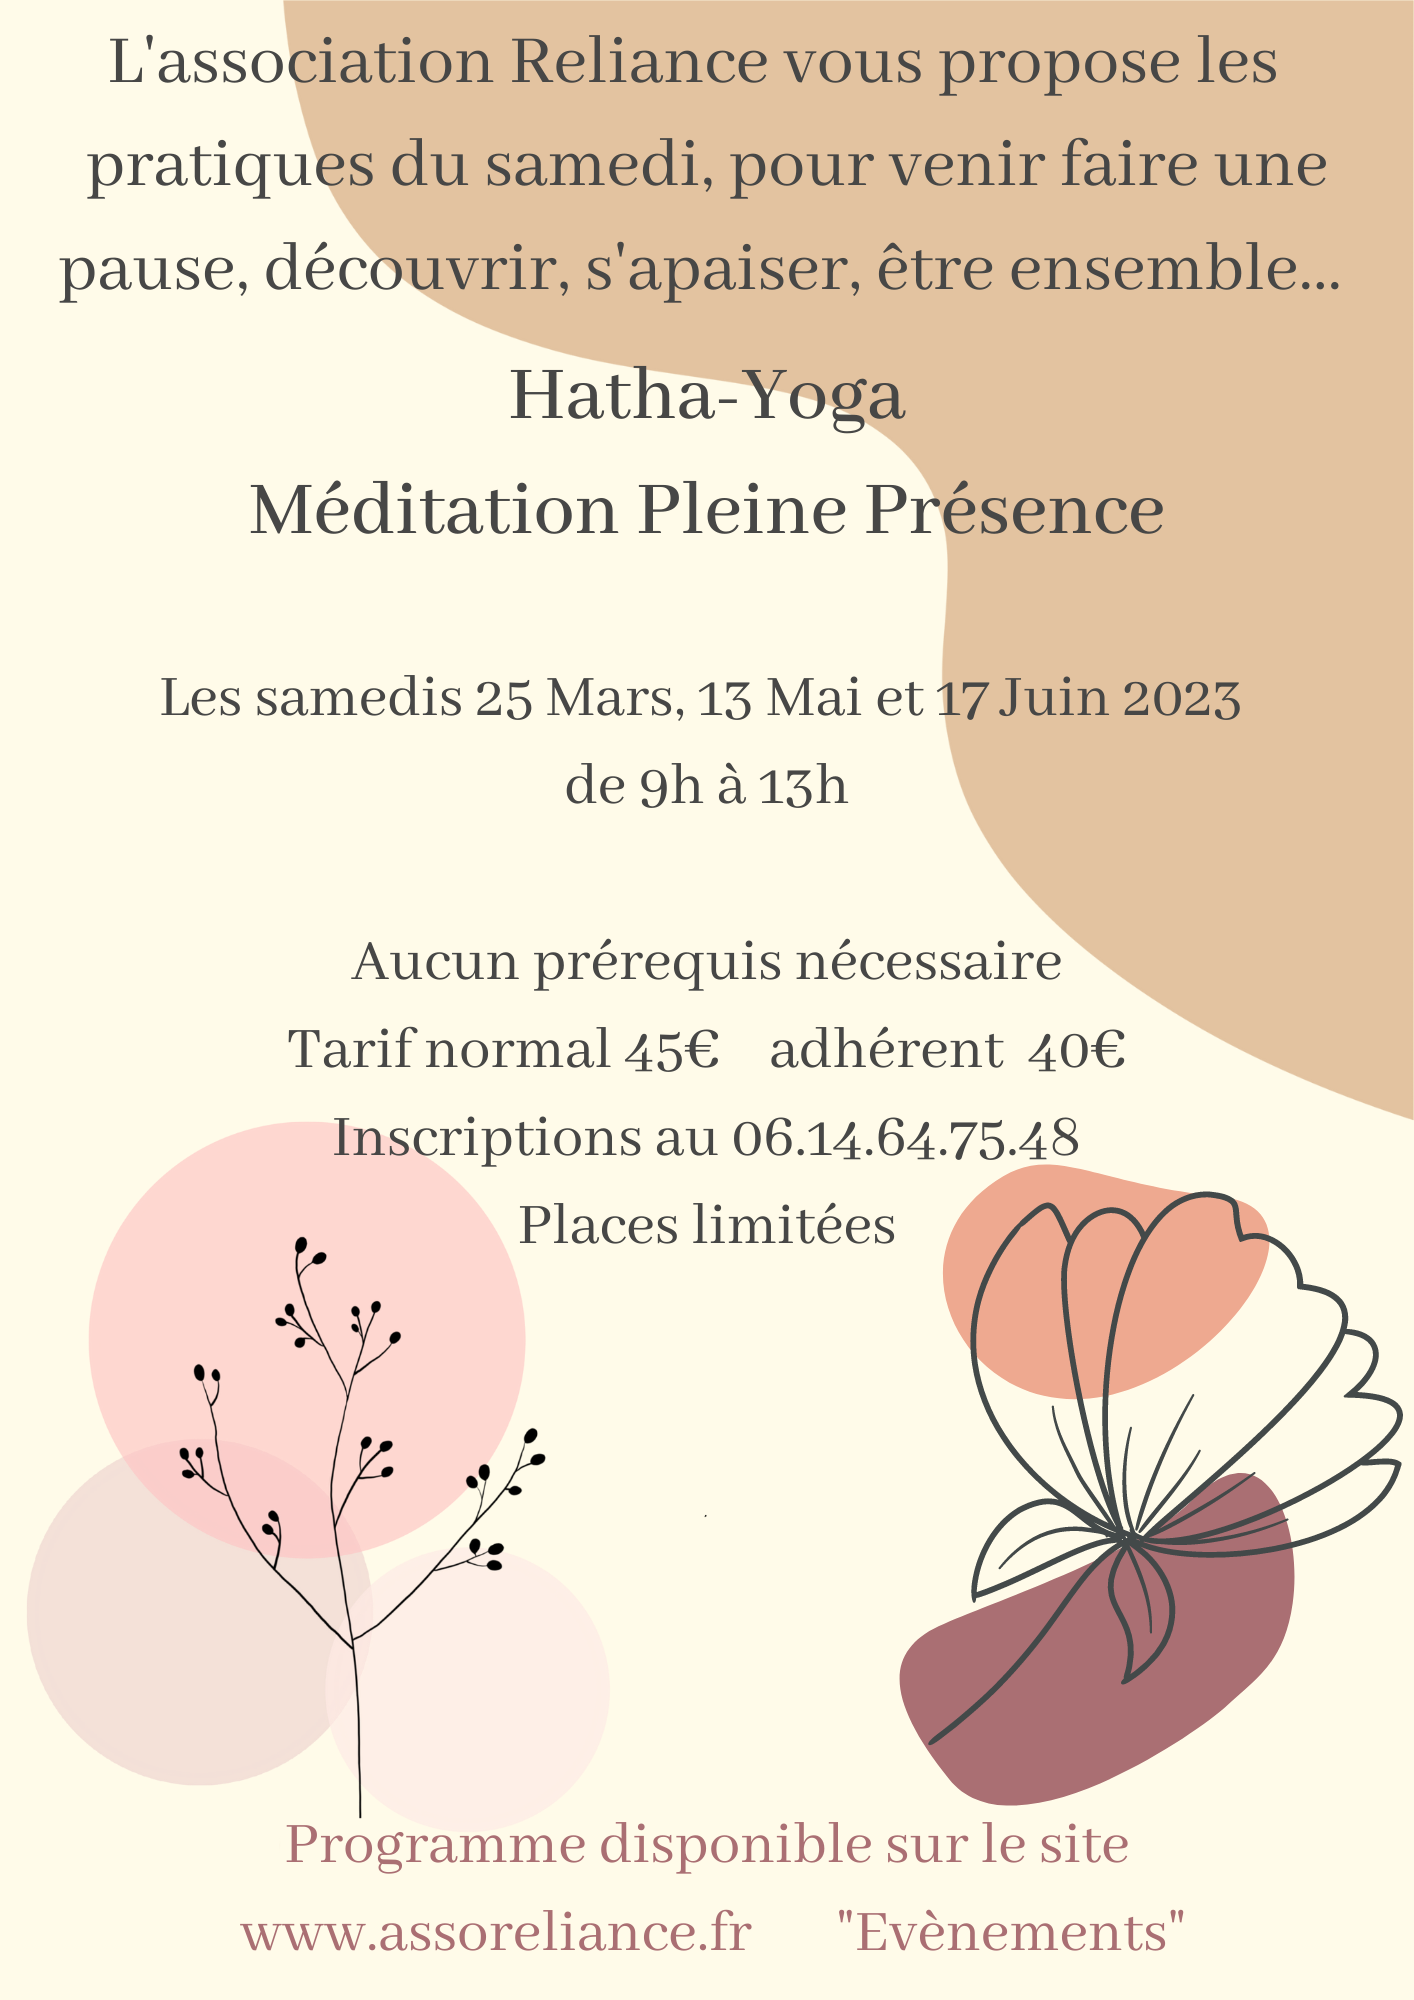 L'association Reliance vous propose les
pratiques du samedi, pour venir faire une
pause, découvrir, s'apaiser, être ensemble...
Hatha-Yoga
Méditation Pleine Présence
Les samedis 25 Mars, 13 Mai et 17 Juin 2023
de 9h à 13h
Aucun prérequis nécessaire
Tarif normal 45€ adhérent 40€
Inscriptions au 06.14.64.75.48
Places limitées
Programme disponible sur le site
www.assoreliance.fr "Evènements"